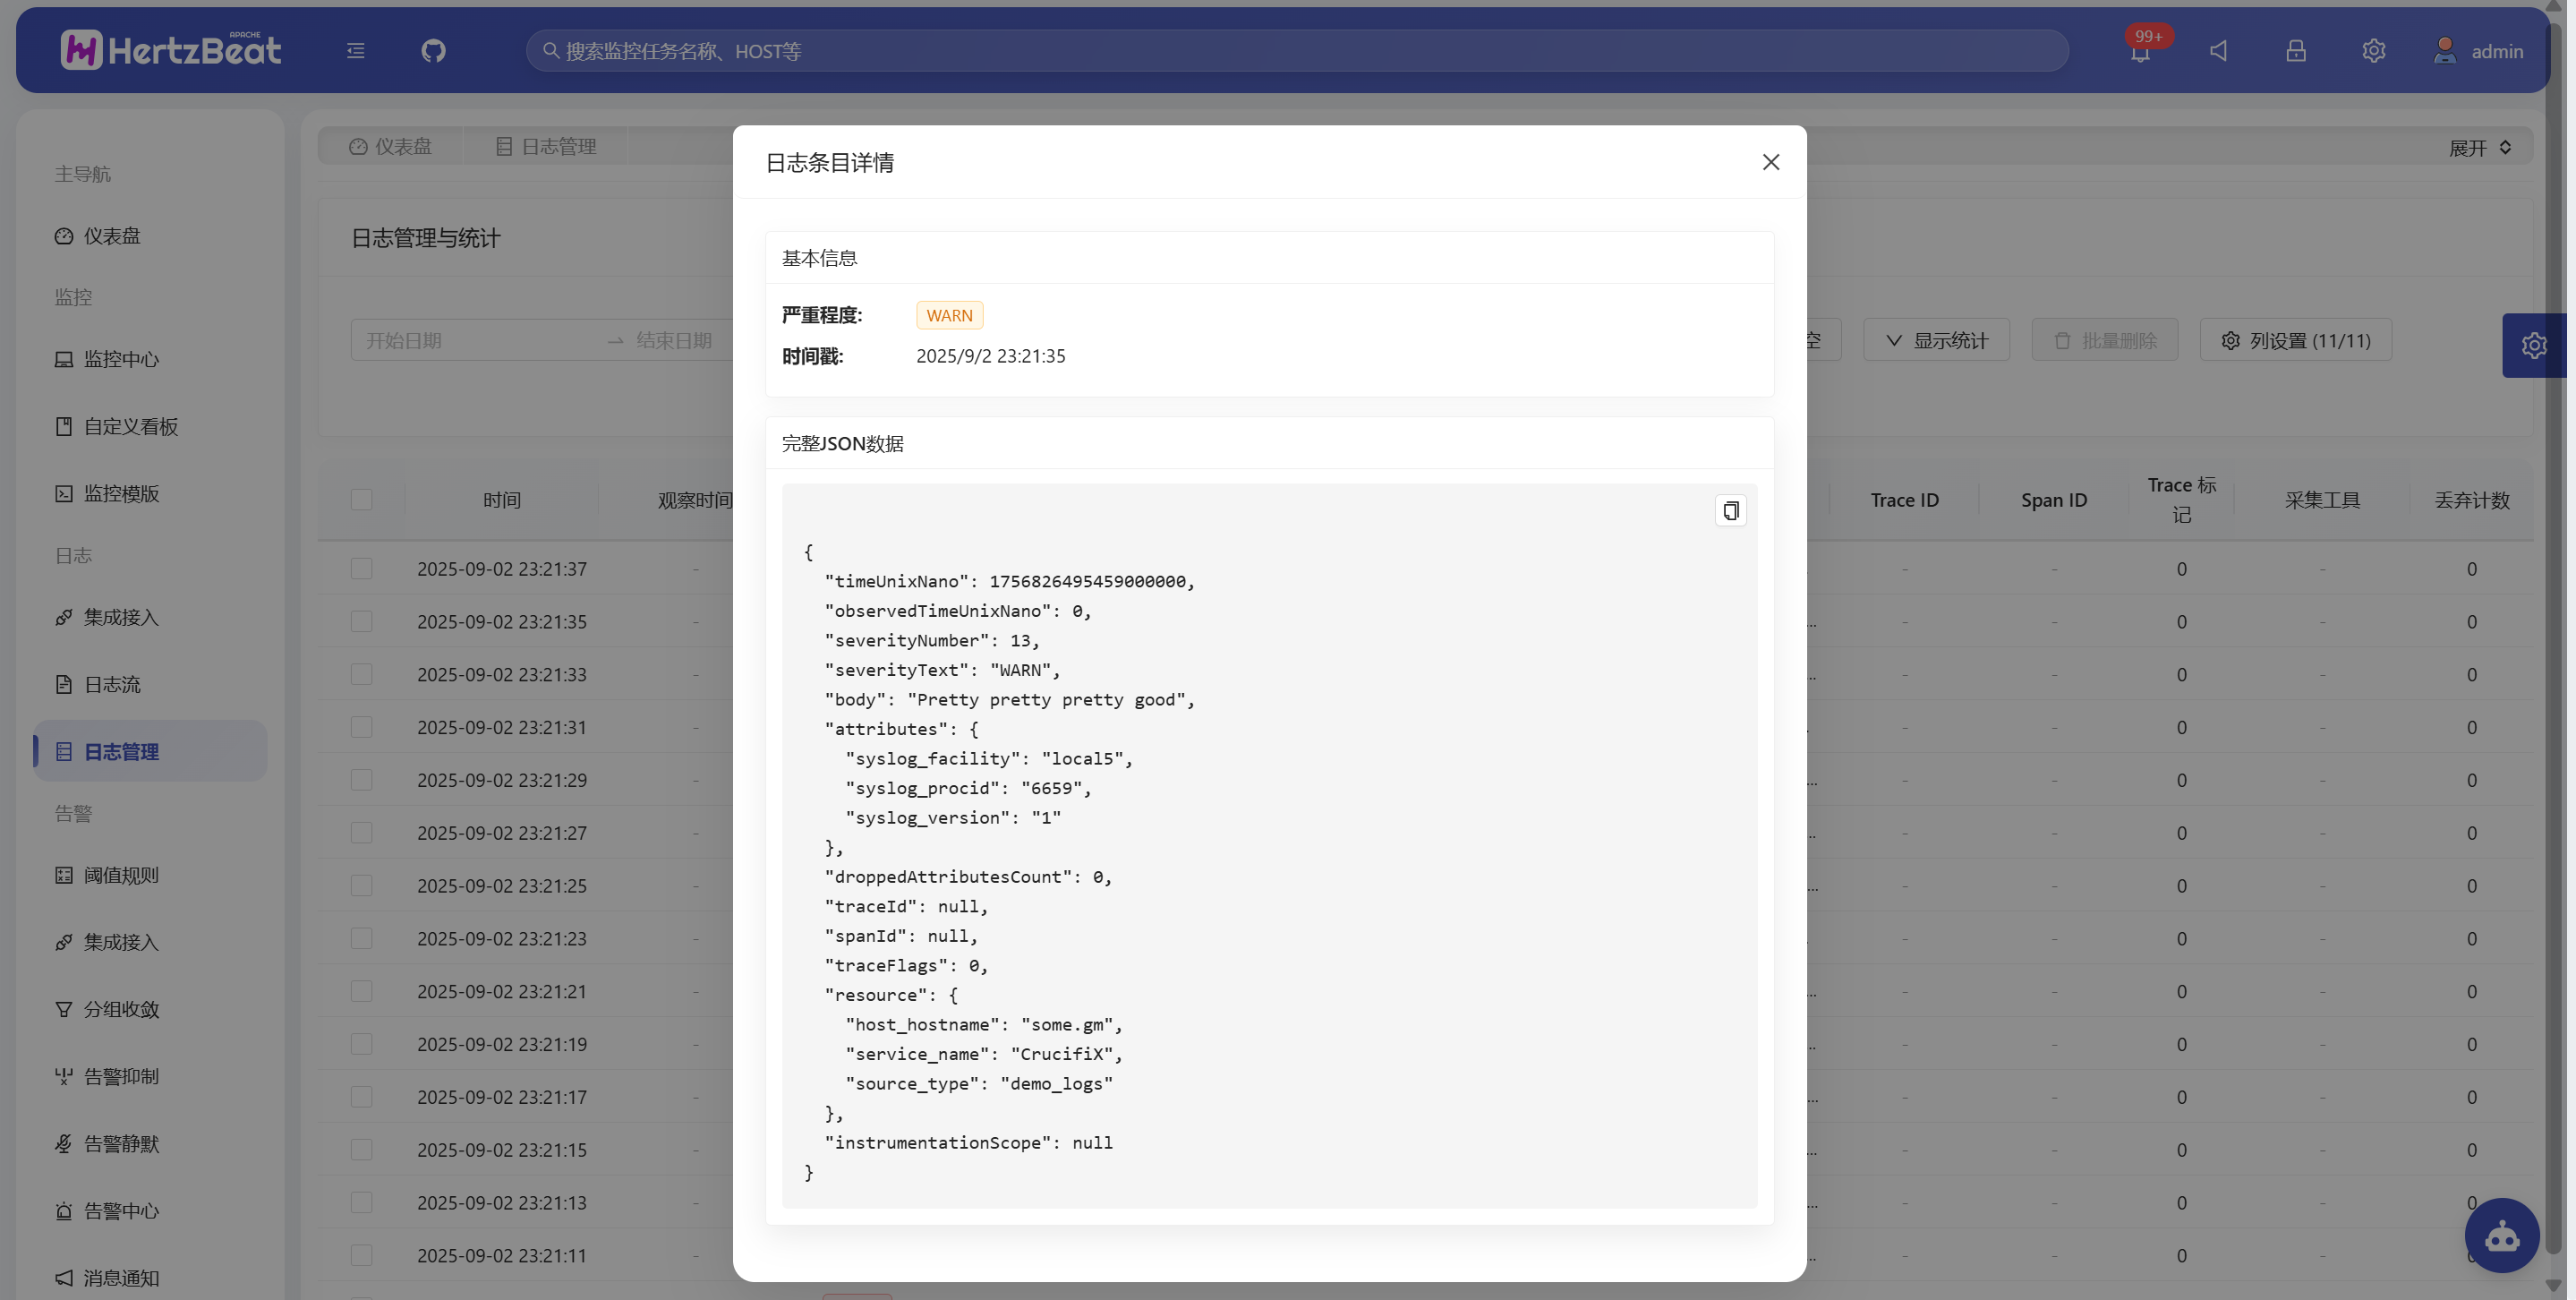 APACHE
HertzBeat
搜索监控任务名称、HOST等
99+
admin
主导航
仪表盘
监控
监控中心
自定义看板
监控模版
日志
集成接入
日志流
日志管理
告警
阈值规则
集成接入
分组收敛
告警抑制
告警静默
告警中心
消息通知
仪表盘
日志管理
展开
日志管理与统计
开始日期 → 结束日期
空
显示统计
批量删除
列设置 (11/11)
时间 观察时间 Trace ID Span ID Trace 标记 采集工具 丢弃计数
2025-09-02 23:21:37 - - - 0 - 0
2025-09-02 23:21:35 - ... - - 0 - 0
2025-09-02 23:21:33 - ... - - 0 - 0
2025-09-02 23:21:31 - - - 0 - 0
2025-09-02 23:21:29 - ... - - 0 - 0
2025-09-02 23:21:27 - ... - - 0 - 0
2025-09-02 23:21:25 - ... - - 0 - 0
2025-09-02 23:21:23 - - - 0 - 0
2025-09-02 23:21:21 - ... - - 0 - 0
2025-09-02 23:21:19 - ... - - 0 - 0
2025-09-02 23:21:17 - ... - - 0 - 0
2025-09-02 23:21:15 - ... - - 0 - 0
2025-09-02 23:21:13 - ... - - 0 - 0
2025-09-02 23:21:11 - ... - - 0 -
日志条目详情
基本信息
严重程度: WARN
时间戳: 2025/9/2 23:21:35
完整JSON数据
{
  "timeUnixNano": 1756826495459000000,
  "observedTimeUnixNano": 0,
  "severityNumber": 13,
  "severityText": "WARN",
  "body": "Pretty pretty pretty good",
  "attributes": {
    "syslog_facility": "local5",
    "syslog_procid": "6659",
    "syslog_version": "1"
  },
  "droppedAttributesCount": 0,
  "traceId": null,
  "spanId": null,
  "traceFlags": 0,
  "resource": {
    "host_hostname": "some.gm",
    "service_name": "CrucifiX",
    "source_type": "demo_logs"
  },
  "instrumentationScope": null
}